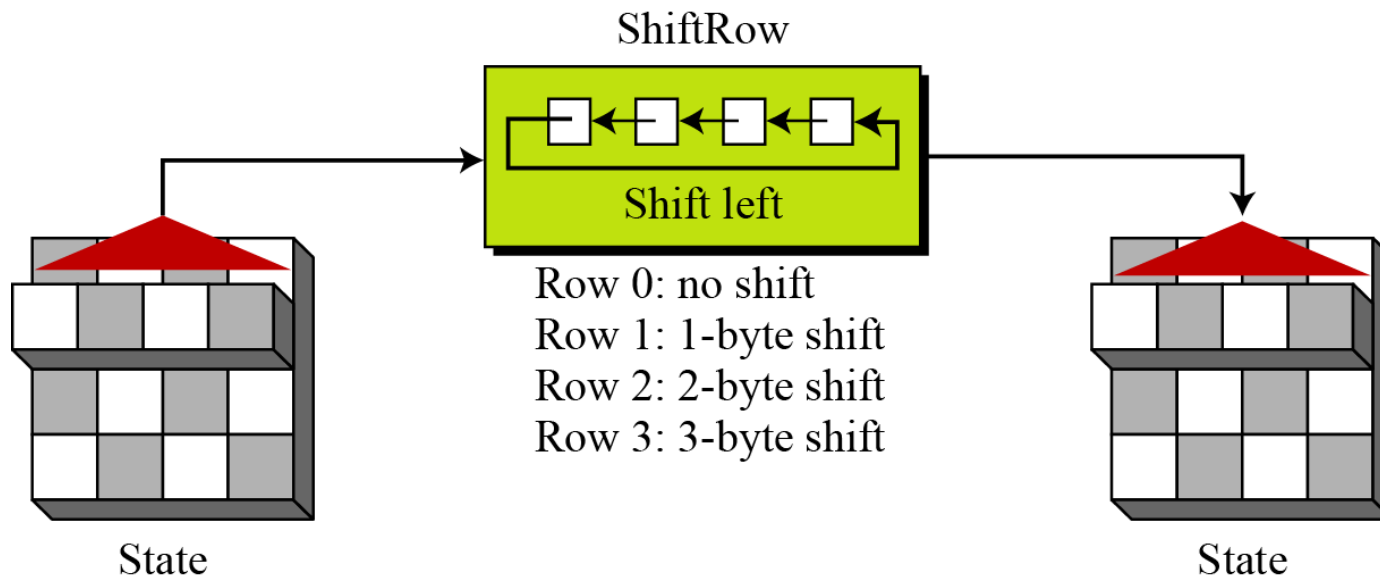 ShiftRow
Shift left
Row 0: no shift
Row 1: 1-byte shift
Row 2: 2-byte shift
Row 3: 3-byte shift
State
State